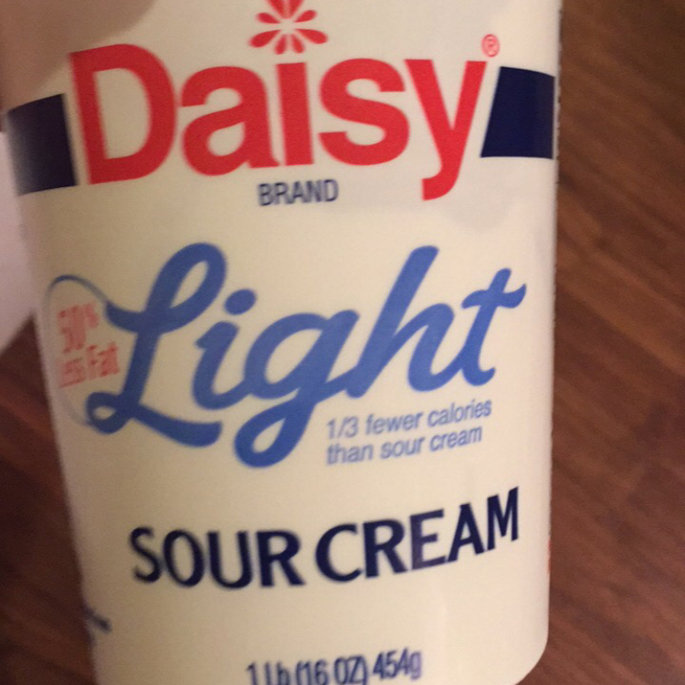 Daisy®
BRAND
Light
50%
Less Fat
1/3 fewer calories
than sour cream
SOUR CREAM
1 Lb (16 OZ) 454g